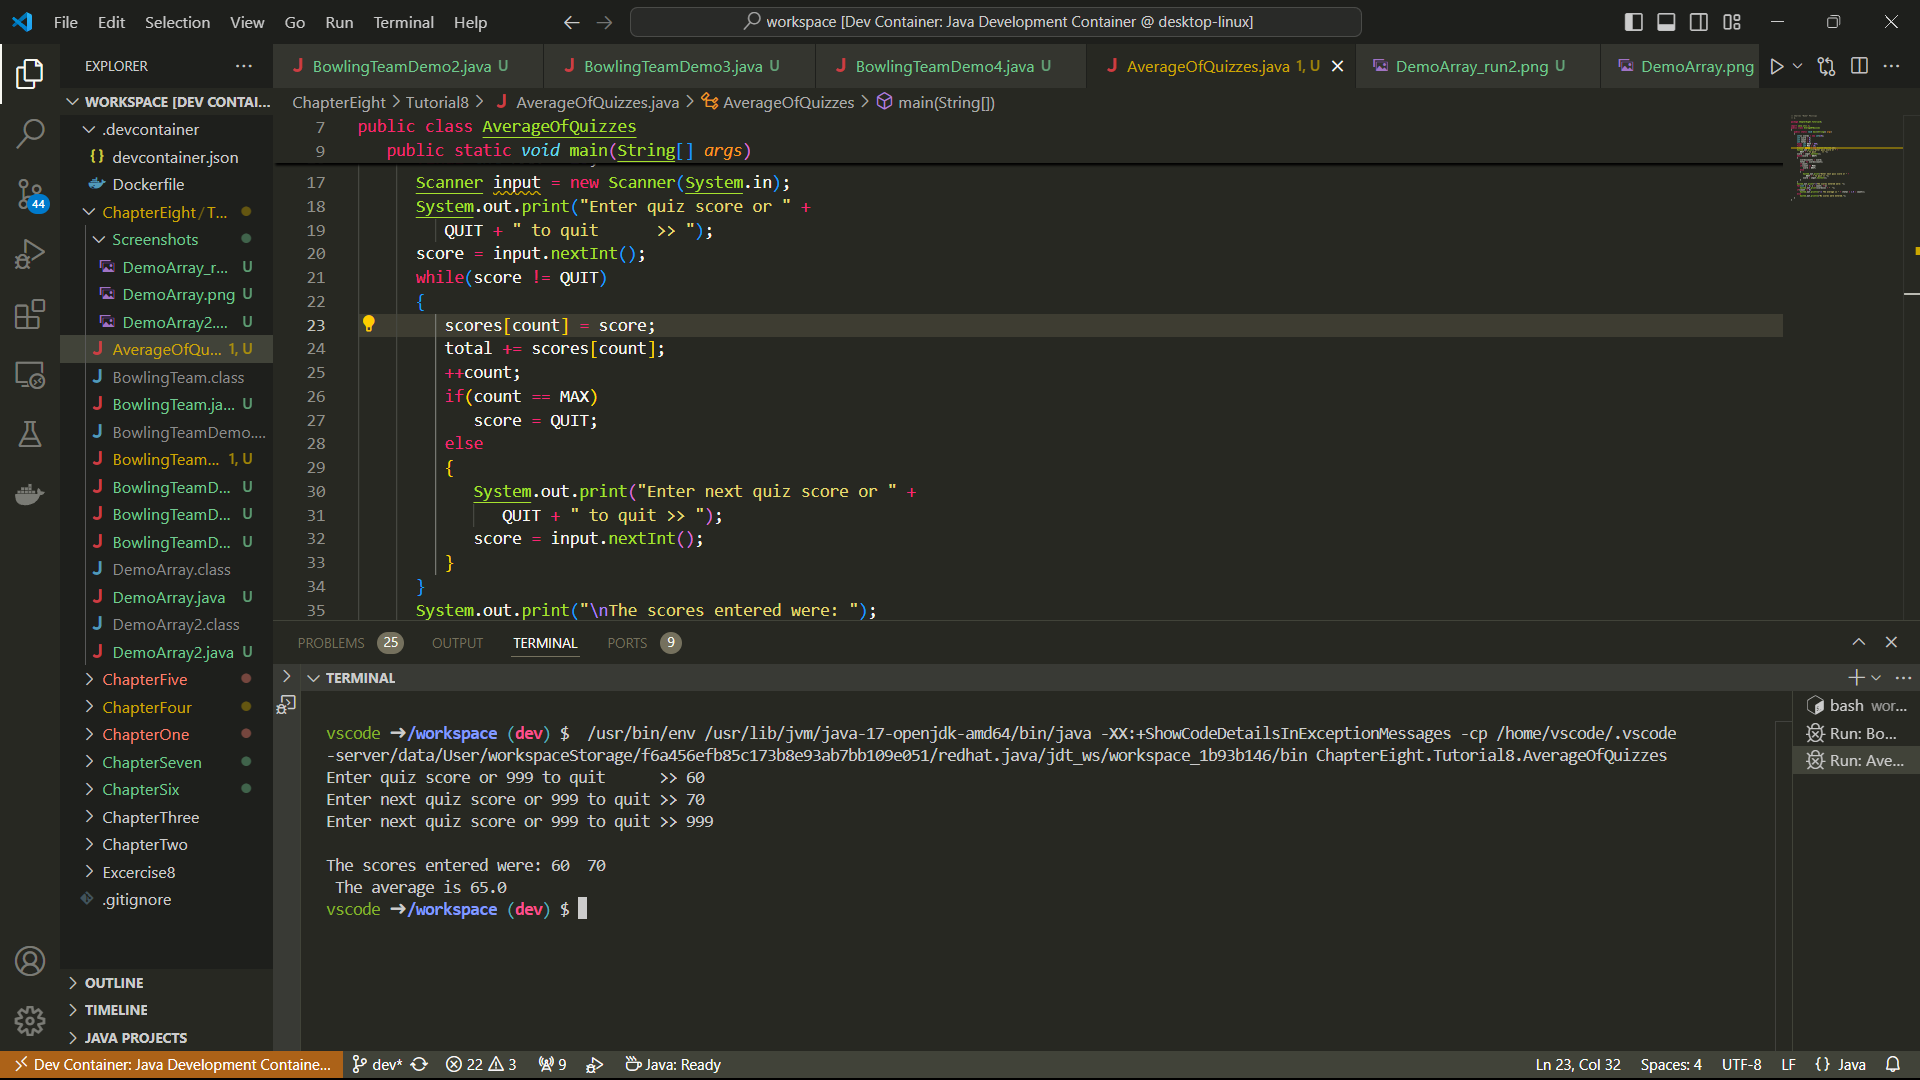 File Edit Selection View Go Run Terminal Help
workspace [Dev Container: Java Development Container @ desktop-linux]
EXPLORER
WORKSPACE [DEV CONTAI...
.devcontainer
devcontainer.json
Dockerfile
ChapterEight / T...
Screenshots
DemoArray_r... U
DemoArray.png U
DemoArray2.... U
AverageOfQu... 1, U
BowlingTeam.class
BowlingTeam.ja... U
BowlingTeamDemo....
BowlingTeam... 1, U
BowlingTeamD... U
BowlingTeamD... U
BowlingTeamD... U
DemoArray.class
DemoArray.java U
DemoArray2.class
DemoArray2.java U
ChapterFive
ChapterFour
ChapterOne
ChapterSeven
ChapterSix
ChapterThree
ChapterTwo
Excercise8
.gitignore
OUTLINE
TIMELINE
JAVA PROJECTS
44
BowlingTeamDemo2.java U
BowlingTeamDemo3.java U
BowlingTeamDemo4.java U
AverageOfQuizzes.java 1, U
DemoArray_run2.png U
DemoArray.png
ChapterEight > Tutorial8 > AverageOfQuizzes.java > AverageOfQuizzes > main(String[])
7 public class AverageOfQuizzes
9 public static void main(String[] args)
17 Scanner input = new Scanner(System.in);
18 System.out.print("Enter quiz score or " +
19 QUIT + " to quit      >> ");
20 score = input.nextInt();
21 while(score != QUIT)
22 {
23 scores[count] = score;
24 total += scores[count];
25 ++count;
26 if(count == MAX)
27 score = QUIT;
28 else
29 {
30 System.out.print("Enter next quiz score or " +
31 QUIT + " to quit >> ");
32 score = input.nextInt();
33 }
34 }
35 System.out.print("\nThe scores entered were: ");
PROBLEMS 25 OUTPUT TERMINAL PORTS 9
TERMINAL
vscode ➜/workspace (dev) $  /usr/bin/env /usr/lib/jvm/java-17-openjdk-amd64/bin/java -XX:+ShowCodeDetailsInExceptionMessages -cp /home/vscode/.vscode
-server/data/User/workspaceStorage/f6a456efb85c173b8e93ab7bb109e051/redhat.java/jdt_ws/workspace_1b93b146/bin ChapterEight.Tutorial8.AverageOfQuizzes
Enter quiz score or 999 to quit      >> 60
Enter next quiz score or 999 to quit >> 70
Enter next quiz score or 999 to quit >> 999
The scores entered were: 60  70
The average is 65.0
vscode ➜/workspace (dev) $
bash wor...
Run: Bo...
Run: Ave...
Dev Container: Java Development Containe... dev* 22 3 9 Java: Ready
Ln 23, Col 32 Spaces: 4 UTF-8 LF {} Java